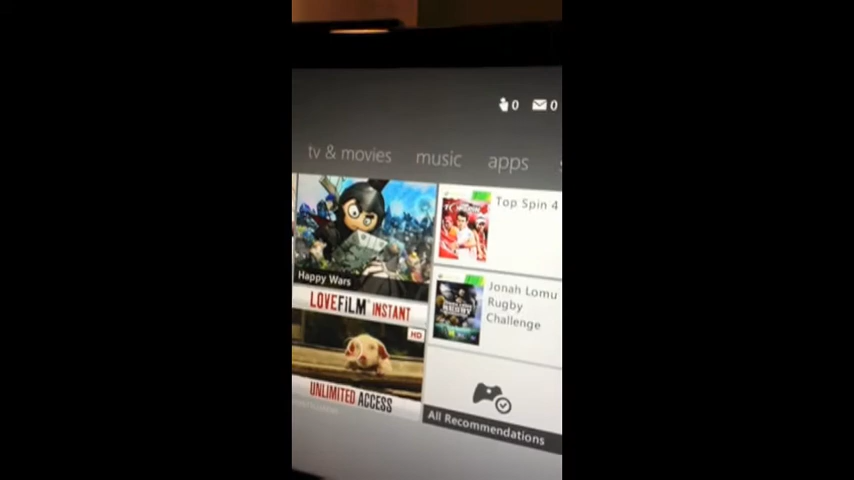 0 0
tv & movies music apps
Happy Wars
Top Spin 4
LOVEFiLM INSTANT
Jonah Lomu
Rugby
Challenge
HD
UNLIMITED ACCESS
All Recommendations